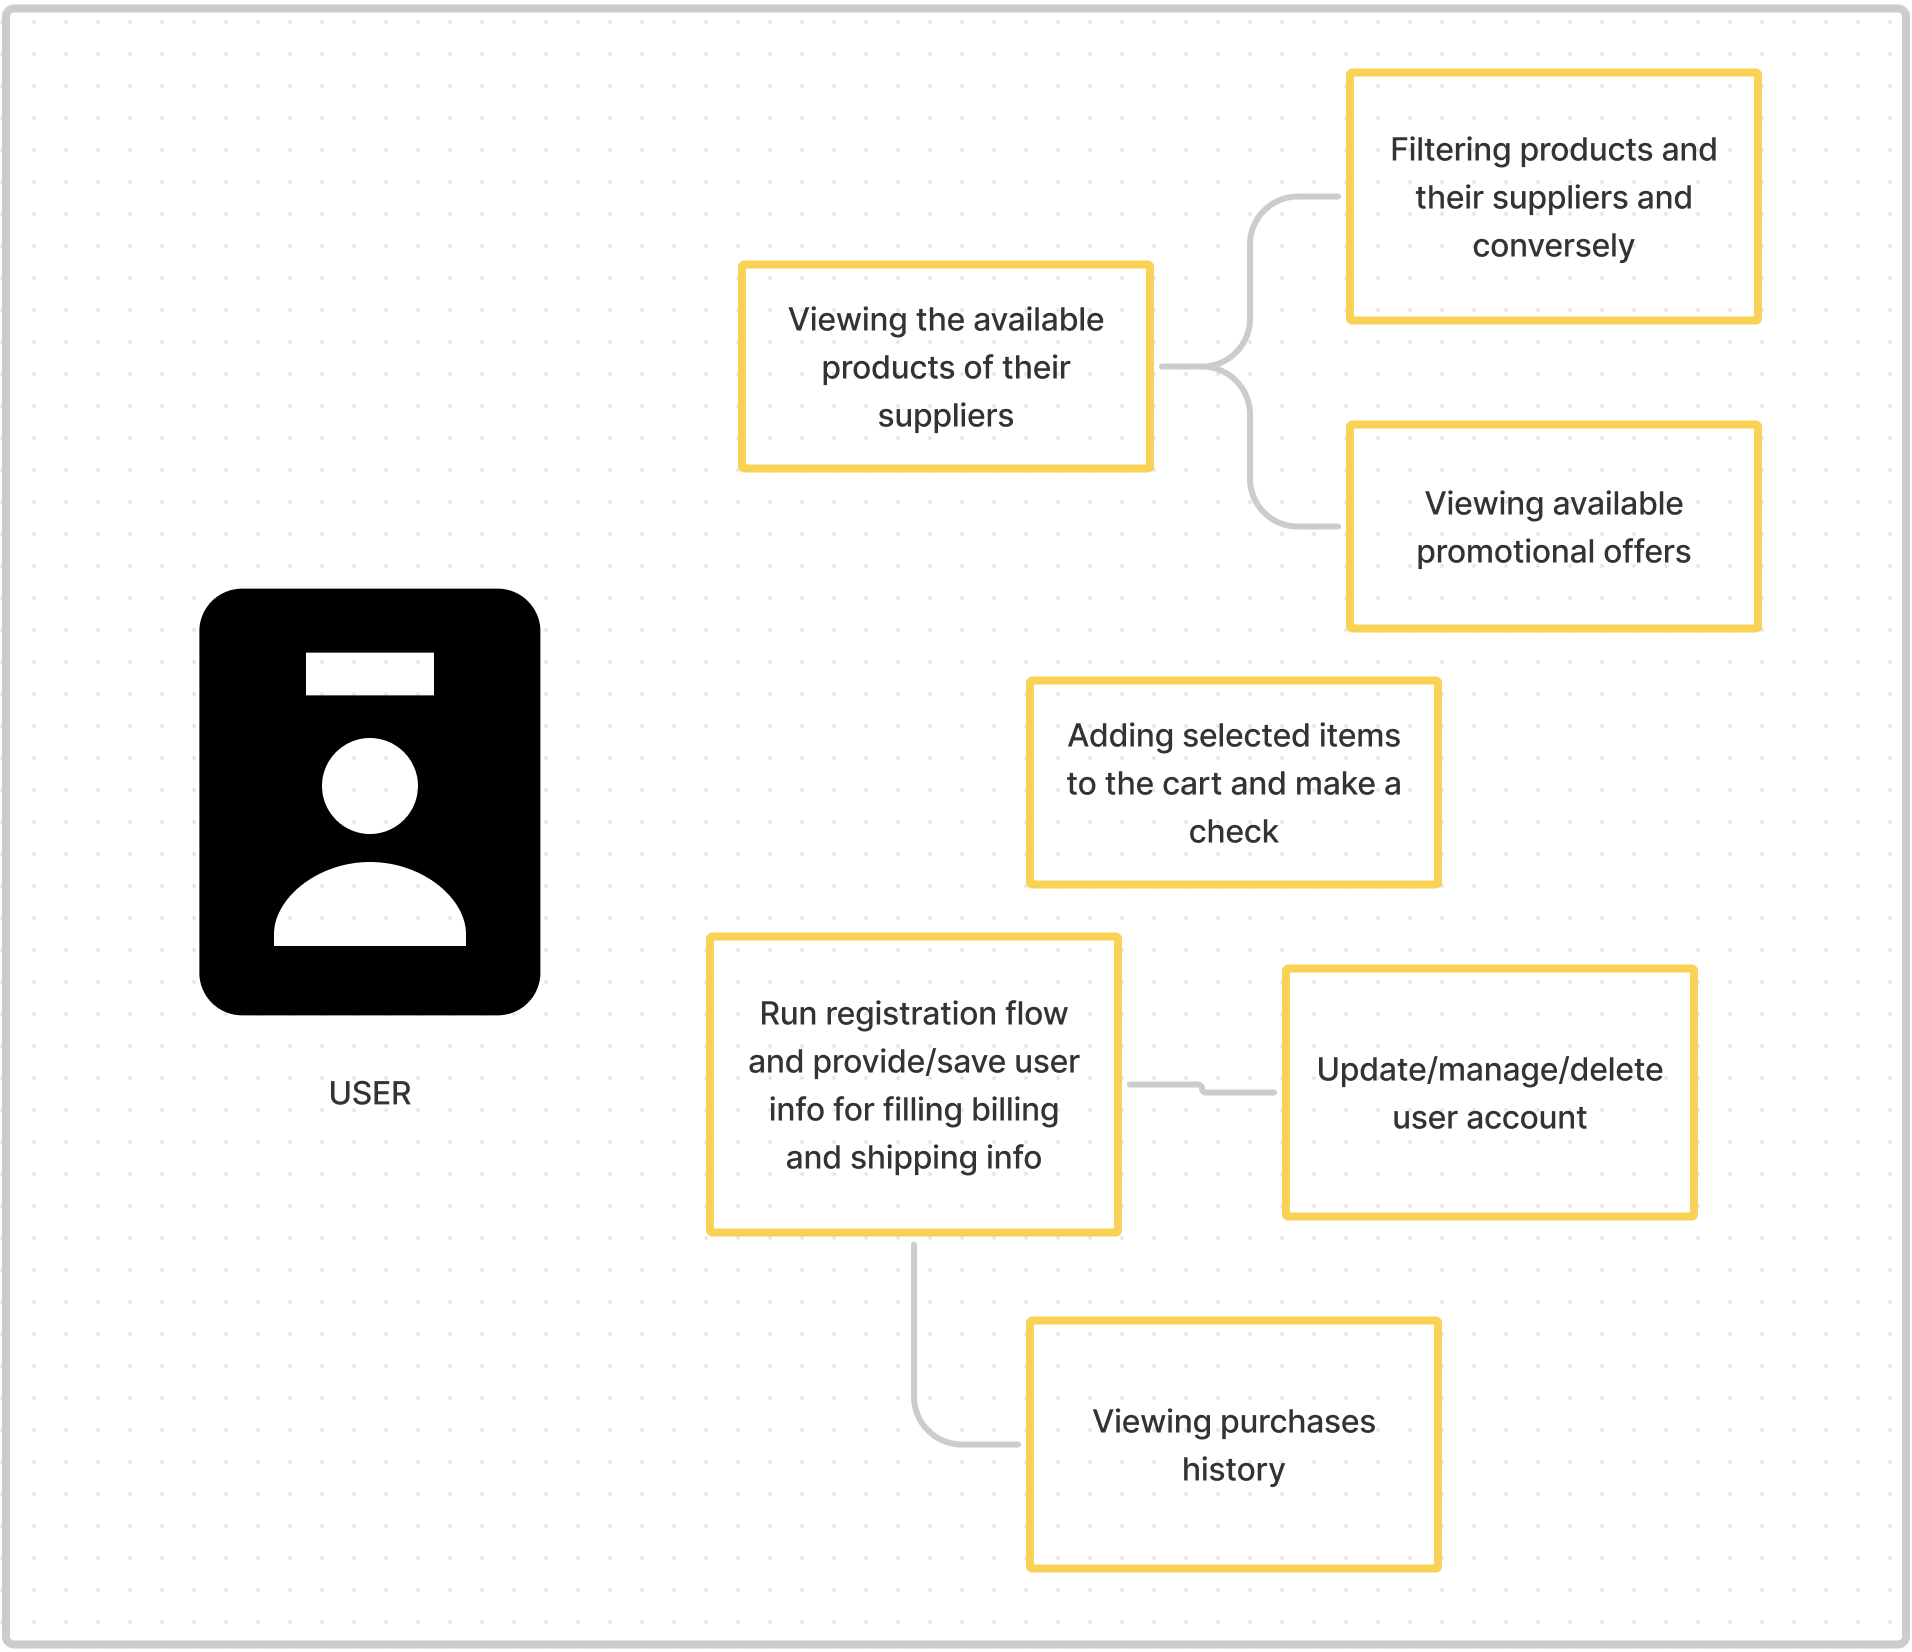 Filtering products and
their suppliers and
conversely
Viewing the available
products of their
suppliers
Viewing available
promotional offers
Adding selected items
to the cart and make a
check
Run registration flow
and provide/save user
info for filling billing
and shipping info
Update/manage/delete
user account
USER
Viewing purchases
history